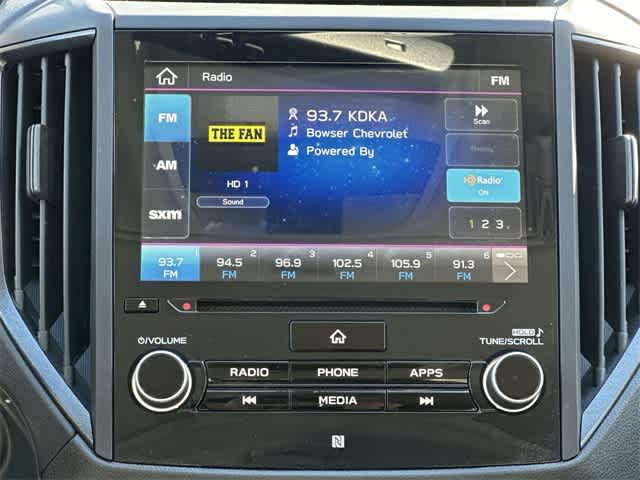 Radio
FM
FM
93.7 KDKA
Scan
THE FAN
Bowser Chevrolet
Powered By
AM
HD Radio
ON
HD 1
Sound
sxm
1 2 3
93.7 FM 1
94.5 FM 2
96.9 FM 3
102.5 FM 4
105.9 FM 5
91.3 FM 6
HOLD
VOLUME
TUNE/SCROLL
RADIO
PHONE
APPS
MEDIA
N